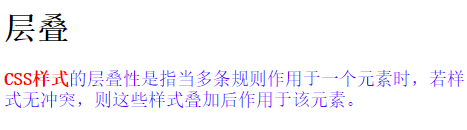 层叠
CSS样式的层叠性是指当多条规则作用于一个元素时，若样
式无冲突，则这些样式叠加后作用于该元素。